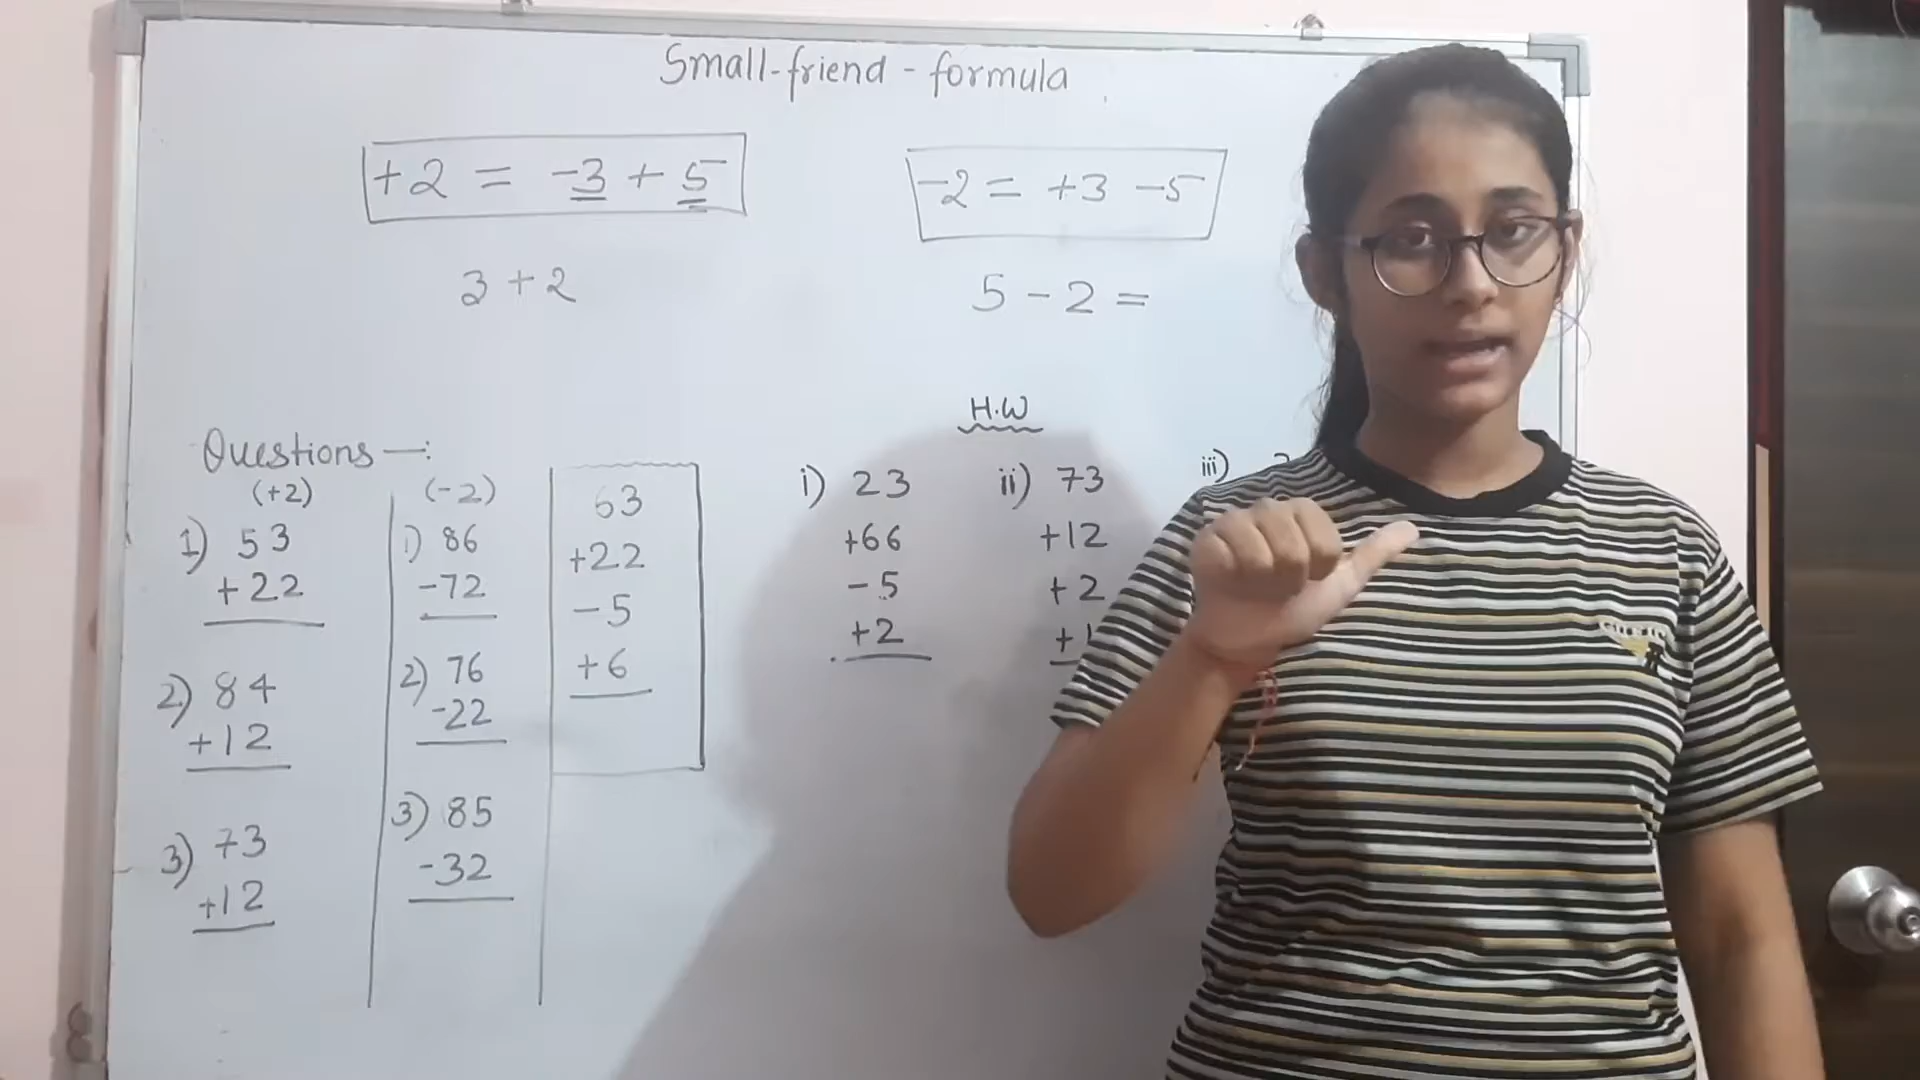 Small-friend-formula
+2 = -3 + 5
-2 = +3 -5
3 + 2
5 - 2 =
H.W
Questions —:
(+2)
1) 53
+22
2) 84
+12
3) 73
+12
(-2)
1) 86
-72
2) 76
-22
3) 85
-32
63
+22
-5
+6
i) 23
+66
-5
+2
ii) 73
+12
+2
iii)